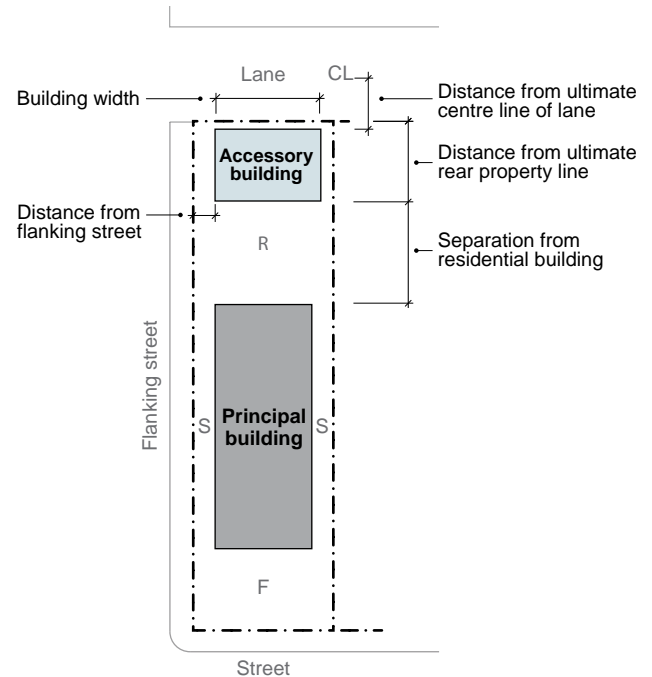 Lane
CL
Building width
Distance from ultimate
centre line of lane
Accessory
building
Distance from ultimate
rear property line
Distance from
flanking street
R
Separation from
residential building
Flanking street
S
Principal
building
S
F
Street